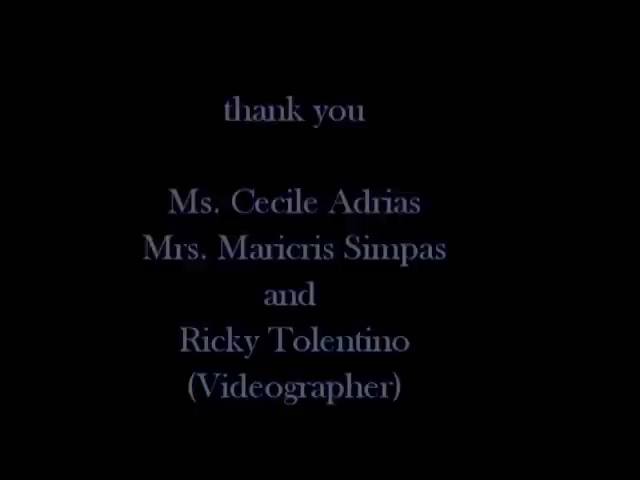 thank you
Ms. Cecile Adrias
Mrs. Maricris Simpas
and
Ricky Tolentino
(Videographer)